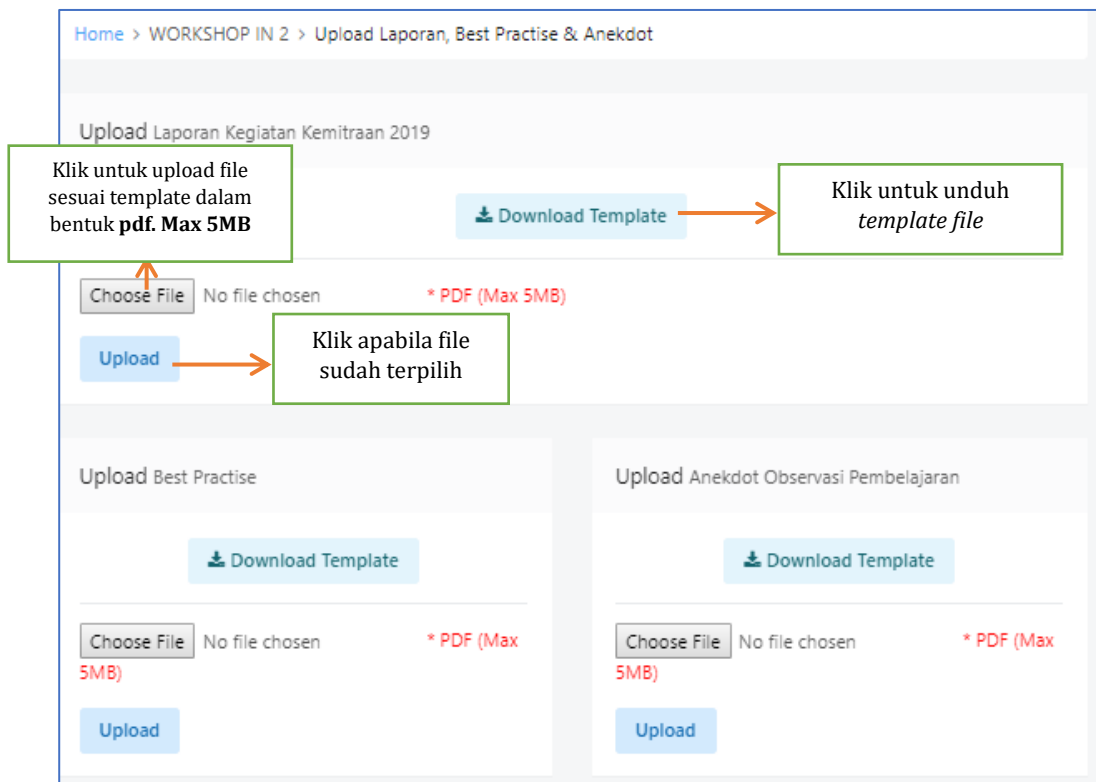 Home > WORKSHOP IN 2 > Upload Laporan, Best Practise & Anekdot
Upload Laporan Kegiatan Kemitraan 2019
Klik untuk upload file
sesuai template dalam
bentuk pdf. Max 5MB
Download Template
Klik untuk unduh
template file
Choose File No file chosen * PDF (Max 5MB)
Upload
Klik apabila file
sudah terpilih
Upload Best Practise
Download Template
Choose File No file chosen * PDF (Max
5MB)
Upload
Upload Anekdot Observasi Pembelajaran
Download Template
Choose File No file chosen * PDF (Max
5MB)
Upload